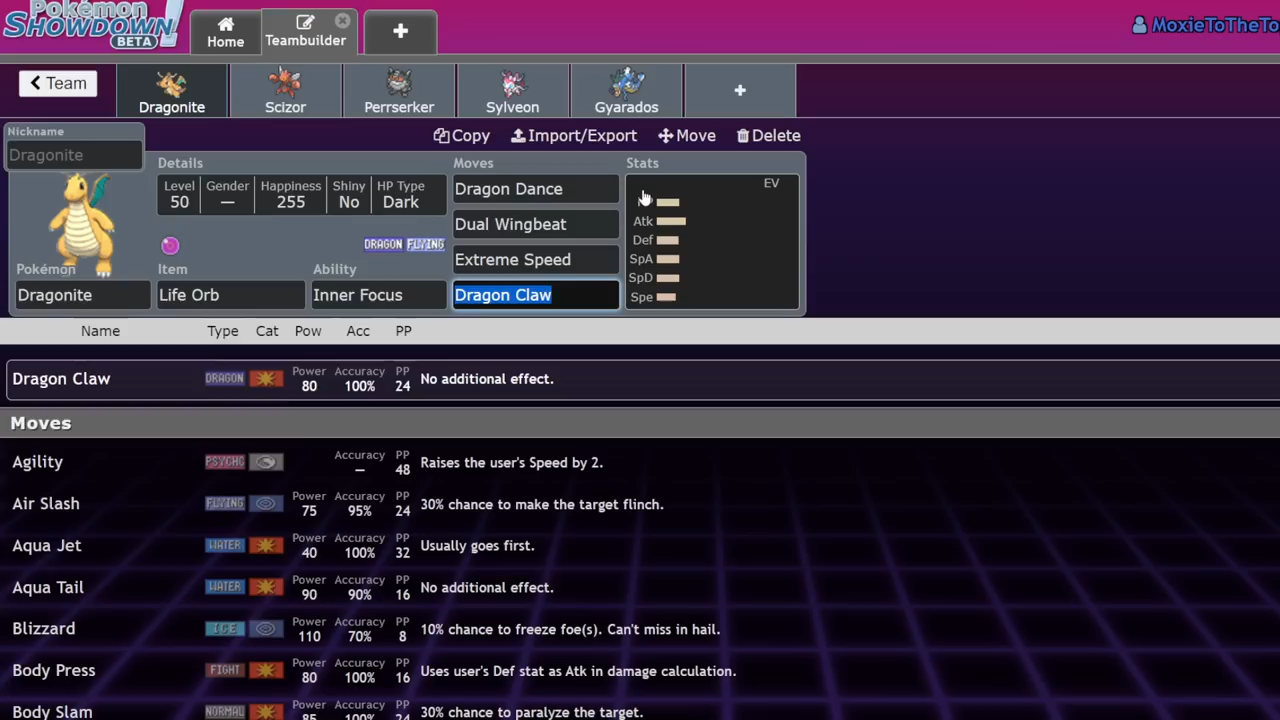 Pokémon
SHOWDOWN!
BETA
Home
Teambuilder
MoxieToTheTo
Team
Dragonite
Scizor
Perrserker
Sylveon
Gyarados
Nickname
Dragonite
Copy
Import/Export
Move
Delete
Details
Moves
Stats
Level
50
Gender
—
Happiness
255
Shiny
No
HP Type
Dark
DRAGON FLYING
Pokémon
Dragonite
Item
Life Orb
Ability
Inner Focus
Dragon Dance
Dual Wingbeat
Extreme Speed
Dragon Claw
EV
Atk
Def
SpA
SpD
Spe
Name Type Cat Pow Acc PP
Dragon Claw DRAGON Power 80 Accuracy 100% PP 24 No additional effect.
Moves
Agility PSYCHC Accuracy — PP 48 Raises the user's Speed by 2.
Air Slash FLYING Power 75 Accuracy 95% PP 24 30% chance to make the target flinch.
Aqua Jet WATER Power 40 Accuracy 100% PP 32 Usually goes first.
Aqua Tail WATER Power 90 Accuracy 90% PP 16 No additional effect.
Blizzard ICE Power 110 Accuracy 70% PP 8 10% chance to freeze foe(s). Can't miss in hail.
Body Press FIGHT Power 80 Accuracy 100% PP 16 Uses user's Def stat as Atk in damage calculation.
Body Slam NORMAL Power 85 Accuracy 100% PP 24 30% chance to paralyze the target.